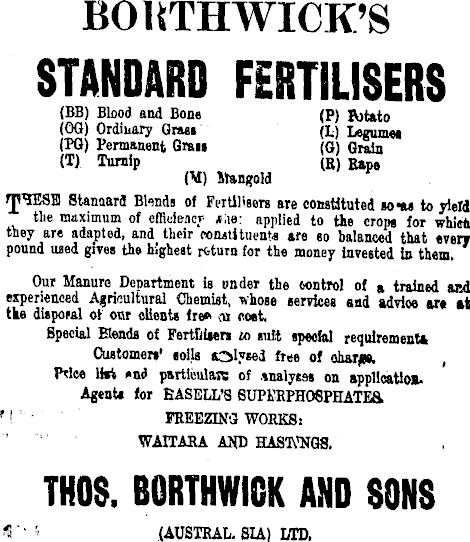 BORTHWICK'S
STANDARD FERTILISERS
(BB) Blood and Bone (P) Potato
(OG) Ordinary Grass (L) Legumes
(PG) Permanent Grass (G) Grain
(T) Turnip (R) Rape
(M) Mangold
THESE Standard Blends of Fertilisers are constituted so as to yield
the maximum of efficiency when applied to the crops for which
they are adapted, and their constituents are so balanced that every
pound used gives the highest return for the money invested in them.
Our Manure Department is under the control of a trained and
experienced Agricultural Chemist, whose services and advice are at
the disposal of our clients free of cost.
Special Blends of Fertilisers to suit special requirements
Customers' soils analysed free of charge.
Price list and particulars of analyses on application.
Agents for BASELL'S SUPERPHOSPHATES
FREEZING WORKS:
WAITARA AND HASTINGS.
THOS. BORTHWICK AND SONS
(AUSTRAL. SIA) LTD.